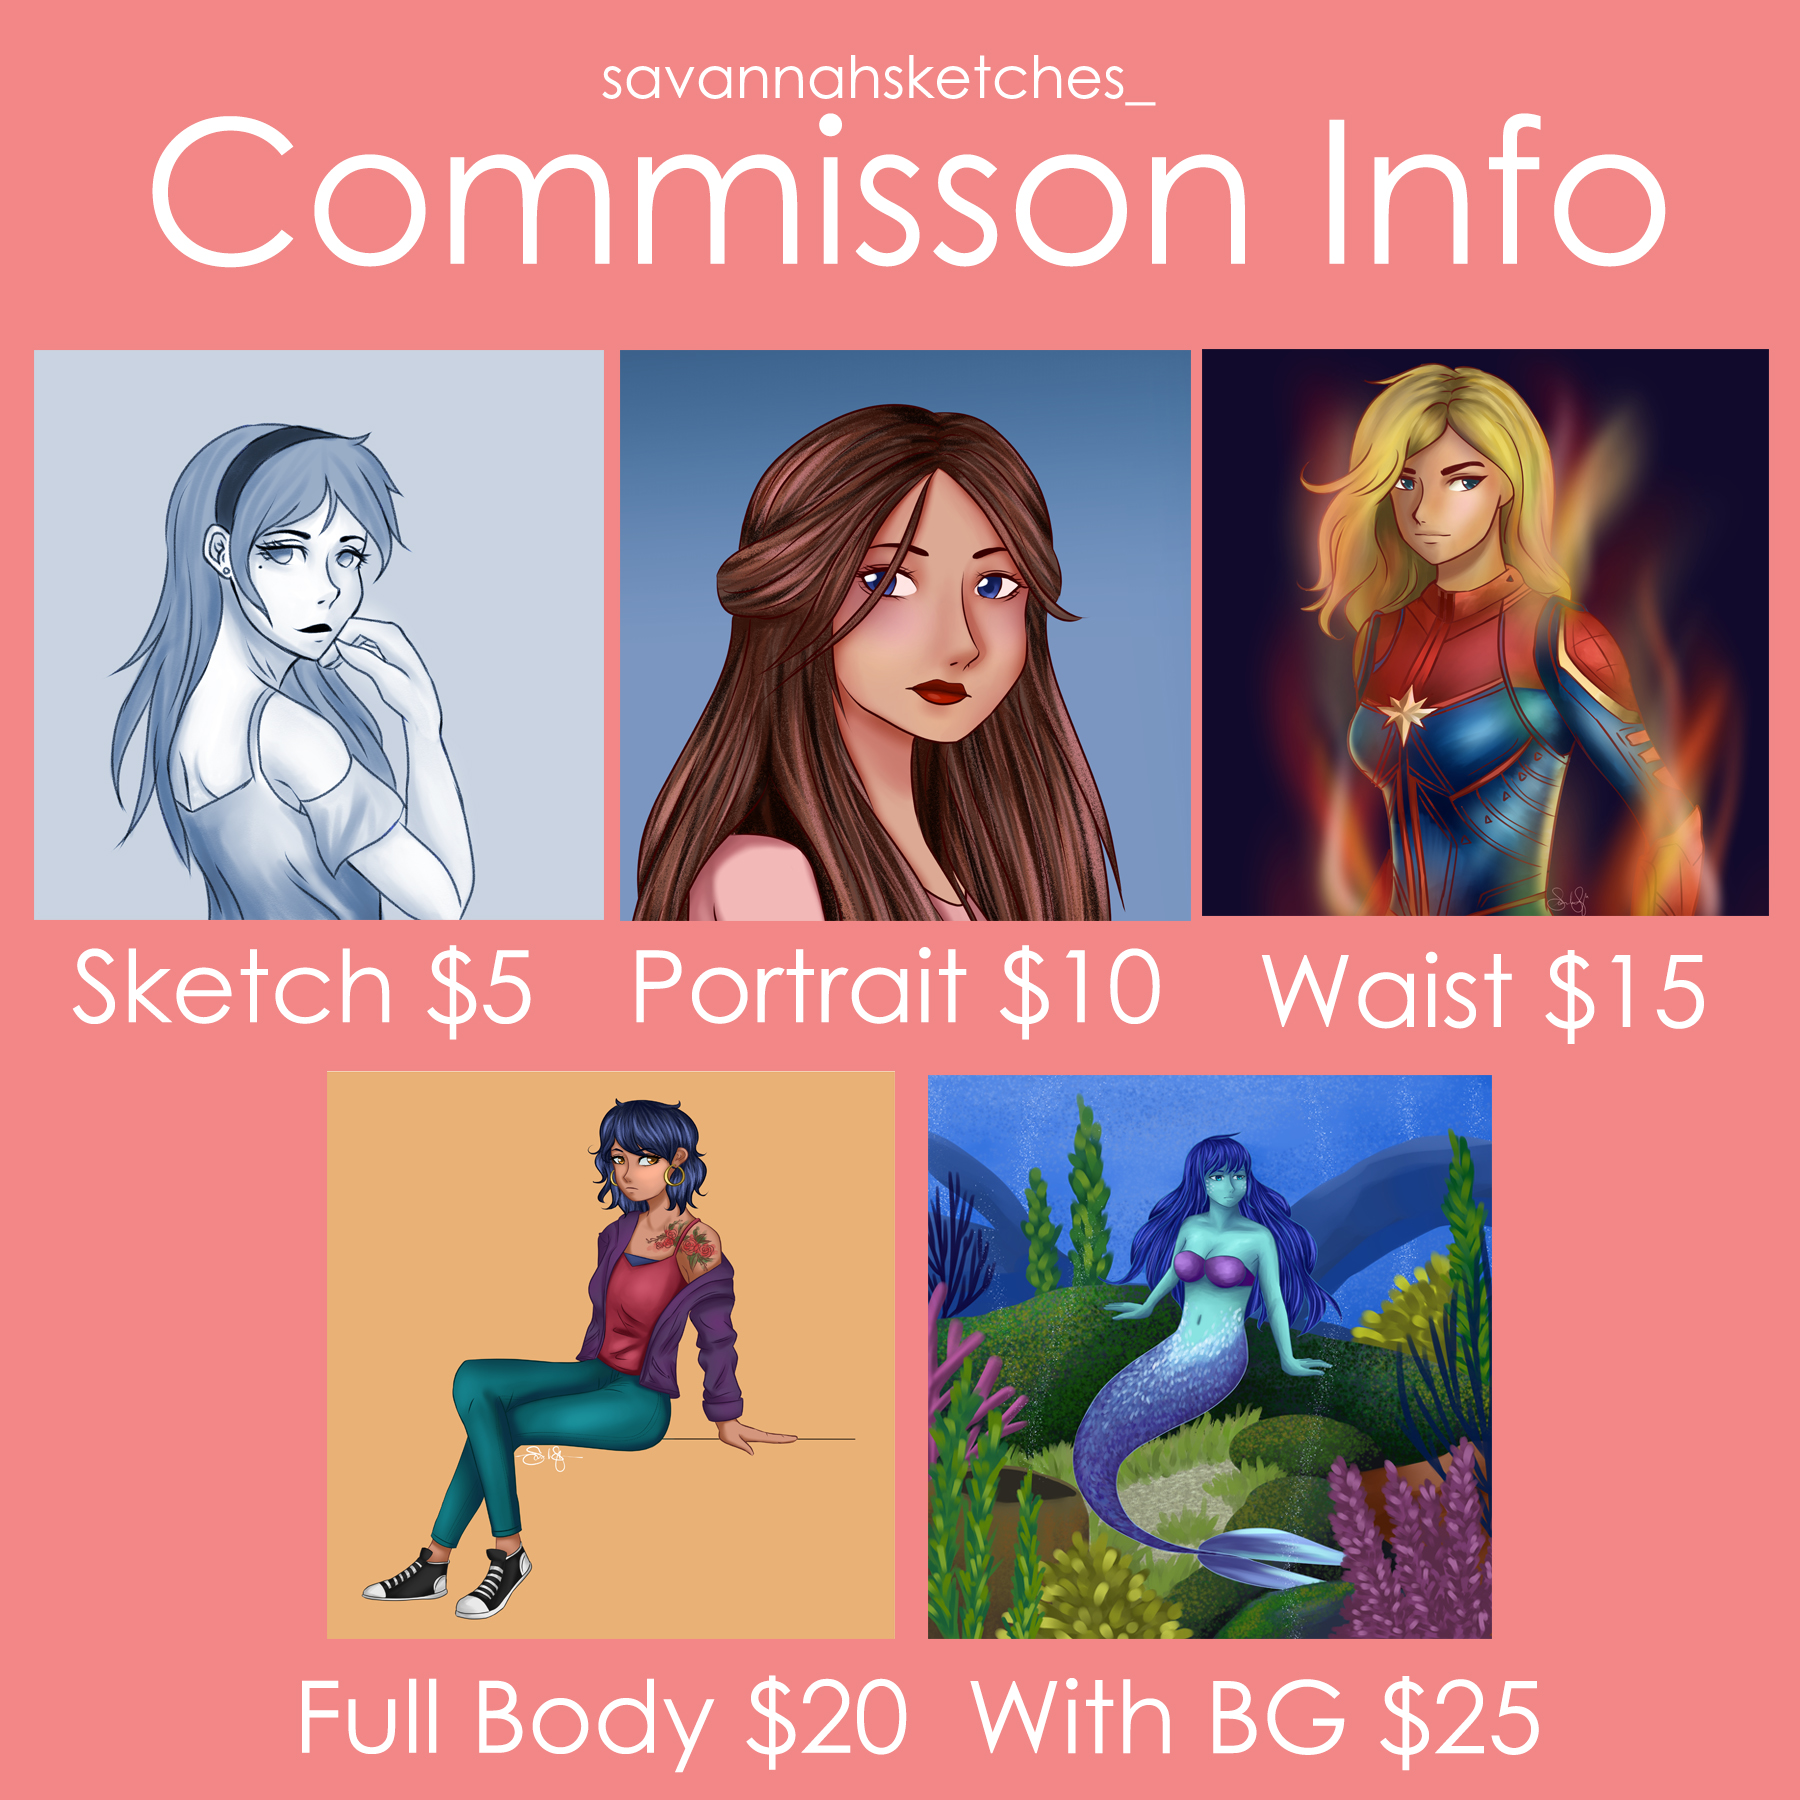 savannahsketches_
Commisson Info
Sketch $5
Portrait $10
Waist $15
Full Body $20
With BG $25